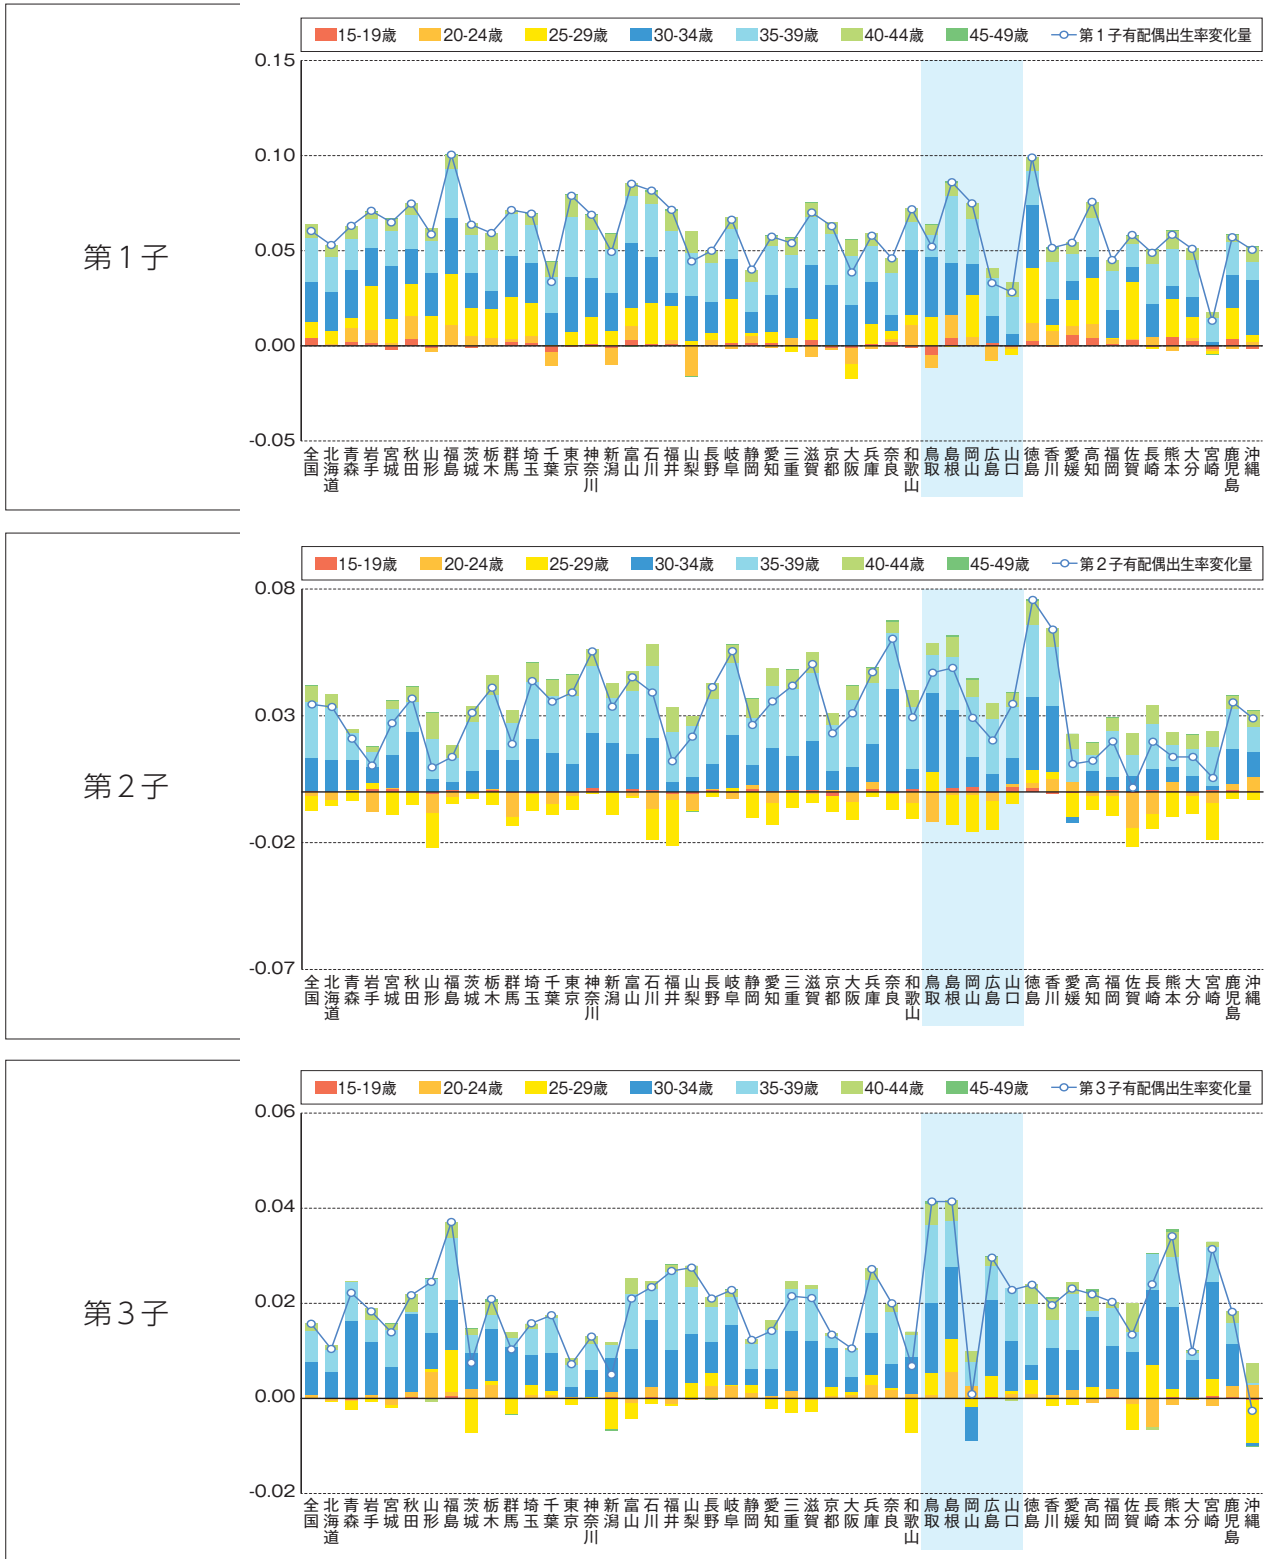 15-19歳 20-24歳 25-29歳 30-34歳 35-39歳 40-44歳 45-49歳 第1子有配偶出生率変化量
0.15
0.10
第1子
0.05
0.00
-0.05
全国 北海道 青森 岩手 宮城 秋田 山形 福島 茨城 栃木 群馬 埼玉 千葉 東京 神奈川 新潟 富山 石川 福井 山梨 長野 岐阜 静岡 愛知 三重 滋賀 京都 大阪 兵庫 奈良 和歌山 鳥取 島根 岡山 広島 山口 徳島 香川 愛媛 高知 福岡 佐賀 長崎 熊本 大分 宮崎 鹿児島 沖縄
15-19歳 20-24歳 25-29歳 30-34歳 35-39歳 40-44歳 45-49歳 第2子有配偶出生率変化量
0.08
0.03
第2子
-0.02
-0.07
全国 北海道 青森 岩手 宮城 秋田 山形 福島 茨城 栃木 群馬 埼玉 千葉 東京 神奈川 新潟 富山 石川 福井 山梨 長野 岐阜 静岡 愛知 三重 滋賀 京都 大阪 兵庫 奈良 和歌山 鳥取 島根 岡山 広島 山口 徳島 香川 愛媛 高知 福岡 佐賀 長崎 熊本 大分 宮崎 鹿児島 沖縄
15-19歳 20-24歳 25-29歳 30-34歳 35-39歳 40-44歳 45-49歳 第3子有配偶出生率変化量
0.06
0.04
第3子
0.02
0.00
-0.02
全国 北海道 青森 岩手 宮城 秋田 山形 福島 茨城 栃木 群馬 埼玉 千葉 東京 神奈川 新潟 富山 石川 福井 山梨 長野 岐阜 静岡 愛知 三重 滋賀 京都 大阪 兵庫 奈良 和歌山 鳥取 島根 岡山 広島 山口 徳島 香川 愛媛 高知 福岡 佐賀 長崎 熊本 大分 宮崎 鹿児島 沖縄